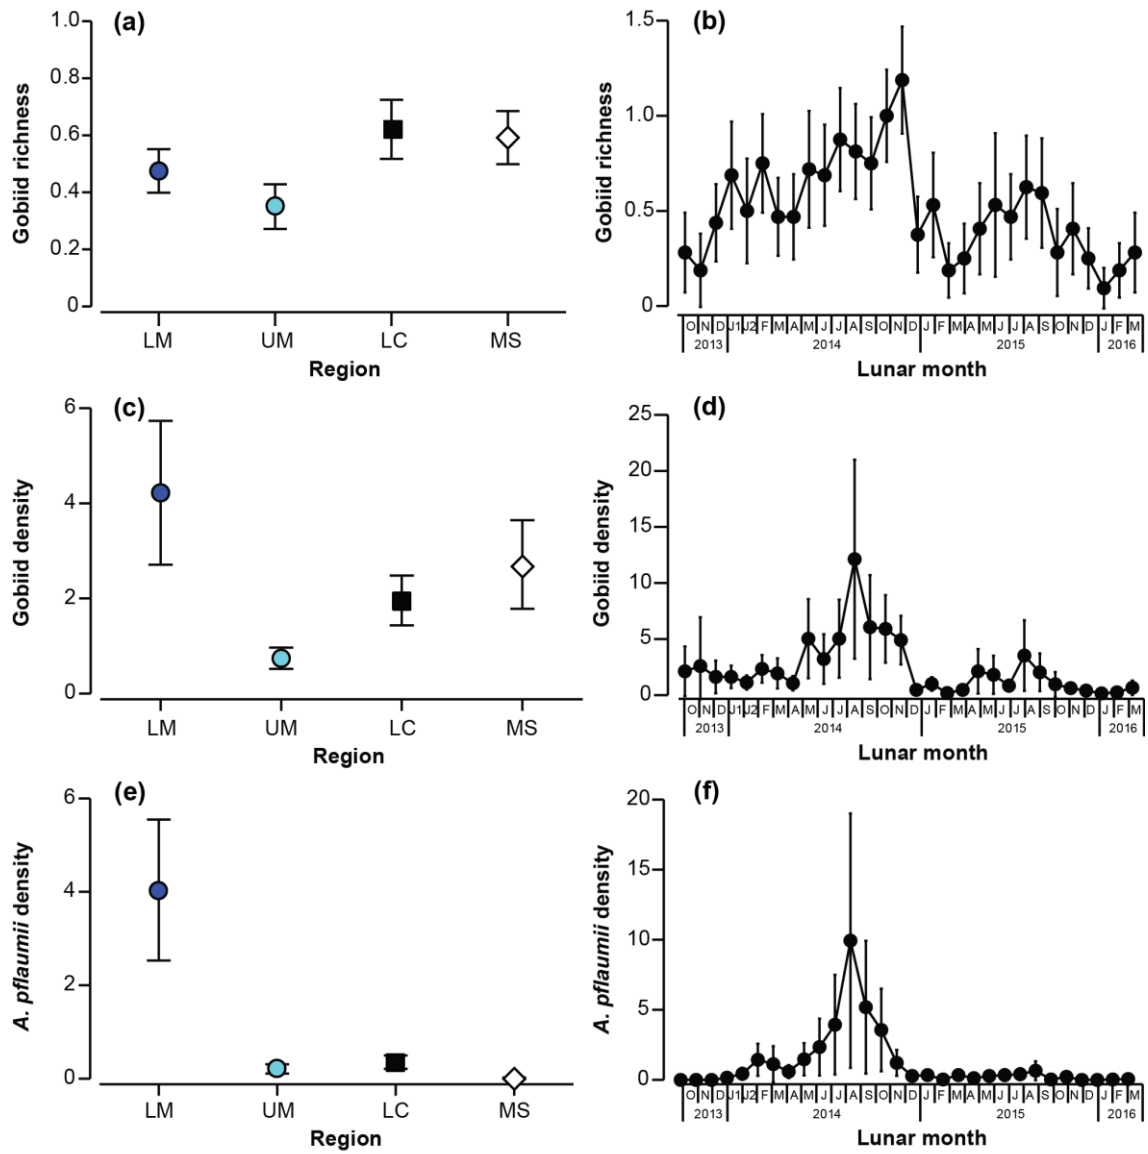 (a)
Gobiid richness
1.0
0.8
0.6
0.4
0.2
0
LM UM LC MS
Region
(b)
Gobiid richness
1.5
1.0
0.5
0
O N D J1 J2 F M A M J J A S O N D J F M A M J J A S O N D J F M
2013 2014 2015 2016
Lunar month
(c)
Gobiid density
6
4
2
0
LM UM LC MS
Region
(d)
Gobiid density
25
20
15
10
5
0
O N D J1 J2 F M A M J J A S O N D J F M A M J J A S O N D J F M
2013 2014 2015 2016
Lunar month
(e)
A. pflaumii density
6
4
2
0
LM UM LC MS
Region
(f)
A. pflaumii density
20
15
10
5
0
O N D J1 J2 F M A M J J A S O N D J F M A M J J A S O N D J F M
2013 2014 2015 2016
Lunar month